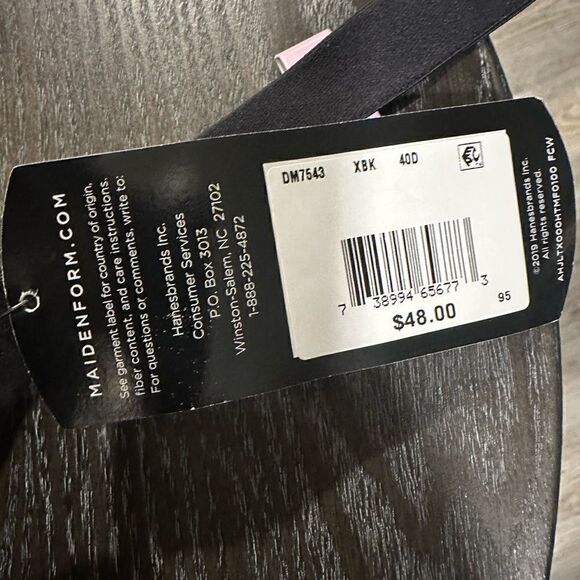 MAIDENFORM.COM
See garment label for country of origin,
fiber content, and care instructions.
For questions or comments, write to:
Hanesbrands Inc.
Consumer Services
P.O. Box 3013
Winston-Salem, NC 27102
1-888-225-4872
DM7543 XBK 40D
7 38994 65677 3
95
$48.00
©2019 Hanesbrands Inc.
All rights reserved.
AHJLTX000HTMF0100 FCW